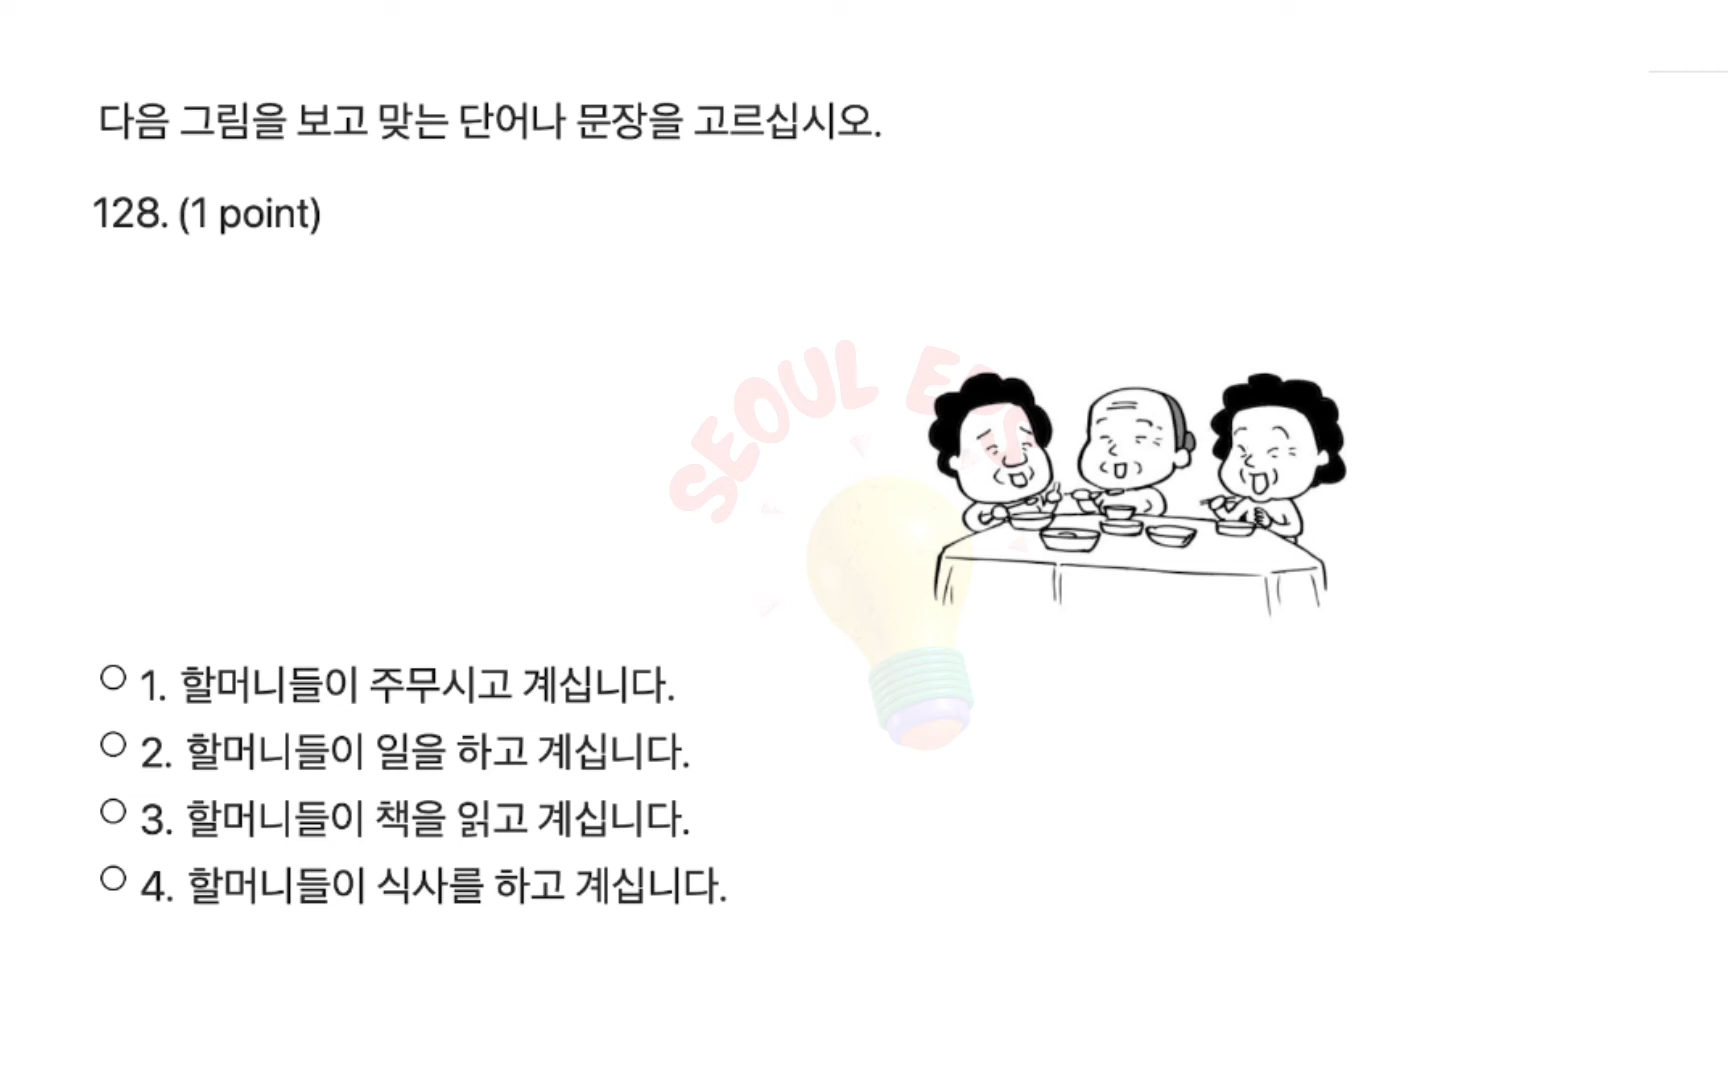 다음 그림을 보고 맞는 단어나 문장을 고르십시오.
128. (1 point)
SEOUL EPS
1. 할머니들이 주무시고 계십니다.
2. 할머니들이 일을 하고 계십니다.
3. 할머니들이 책을 읽고 계십니다.
4. 할머니들이 식사를 하고 계십니다.